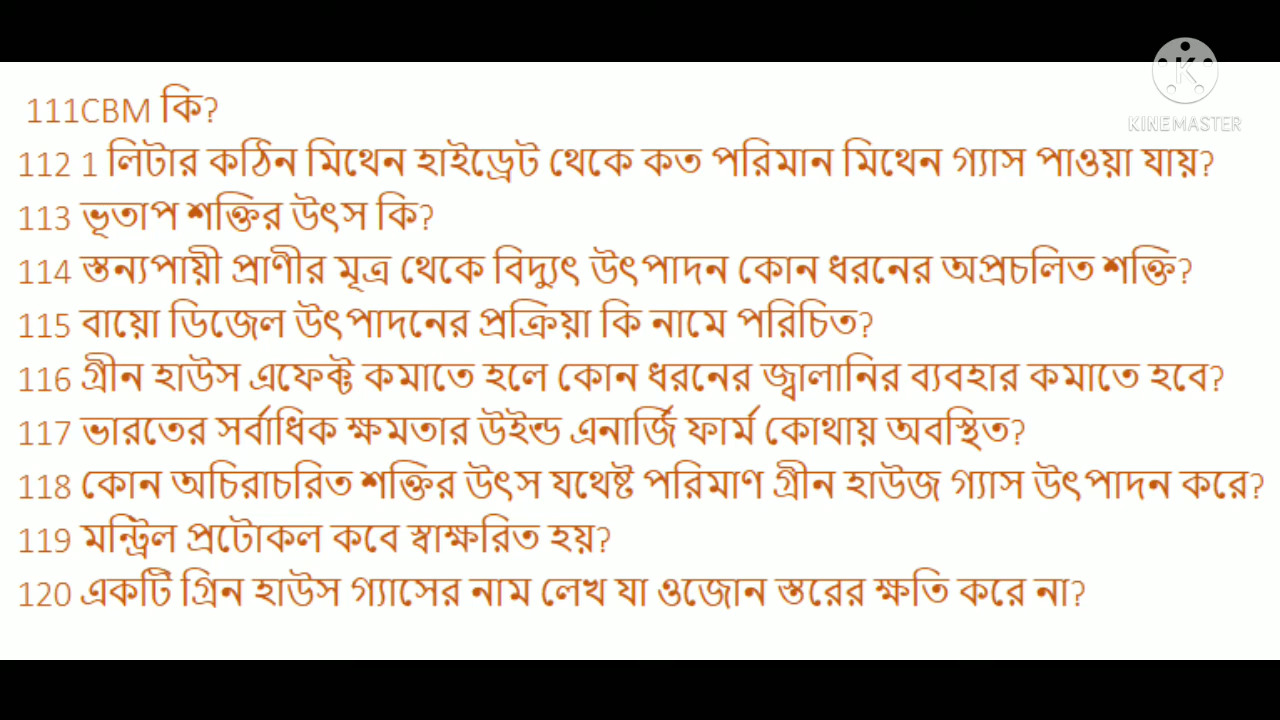 KINEMASTER
111CBM কি?
112 1 লিটার কঠিন মিথেন হাইড্রেট থেকে কত পরিমান মিথেন গ্যাস পাওয়া যায়?
113 ভূতাপ শক্তির উৎস কি?
114 স্তন্যপায়ী প্রাণীর মূত্র থেকে বিদ্যুৎ উৎপাদন কোন ধরনের অপ্রচলিত শক্তি?
115 বায়ো ডিজেল উৎপাদনের প্রক্রিয়া কি নামে পরিচিত?
116 গ্রীন হাউস এফেক্ট কমাতে হলে কোন ধরনের জ্বালানির ব্যবহার কমাতে হবে?
117 ভারতের সর্বাধিক ক্ষমতার উইন্ড এনার্জি ফার্ম কোথায় অবস্থিত?
118 কোন অচিরাচরিত শক্তির উৎস যথেষ্ট পরিমাণ গ্রীন হাউজ গ্যাস উৎপাদন করে?
119 মন্ট্রিল প্রটোকল কবে স্বাক্ষরিত হয়?
120 একটি গ্রিন হাউস গ্যাসের নাম লেখ যা ওজোন স্তরের ক্ষতি করে না?